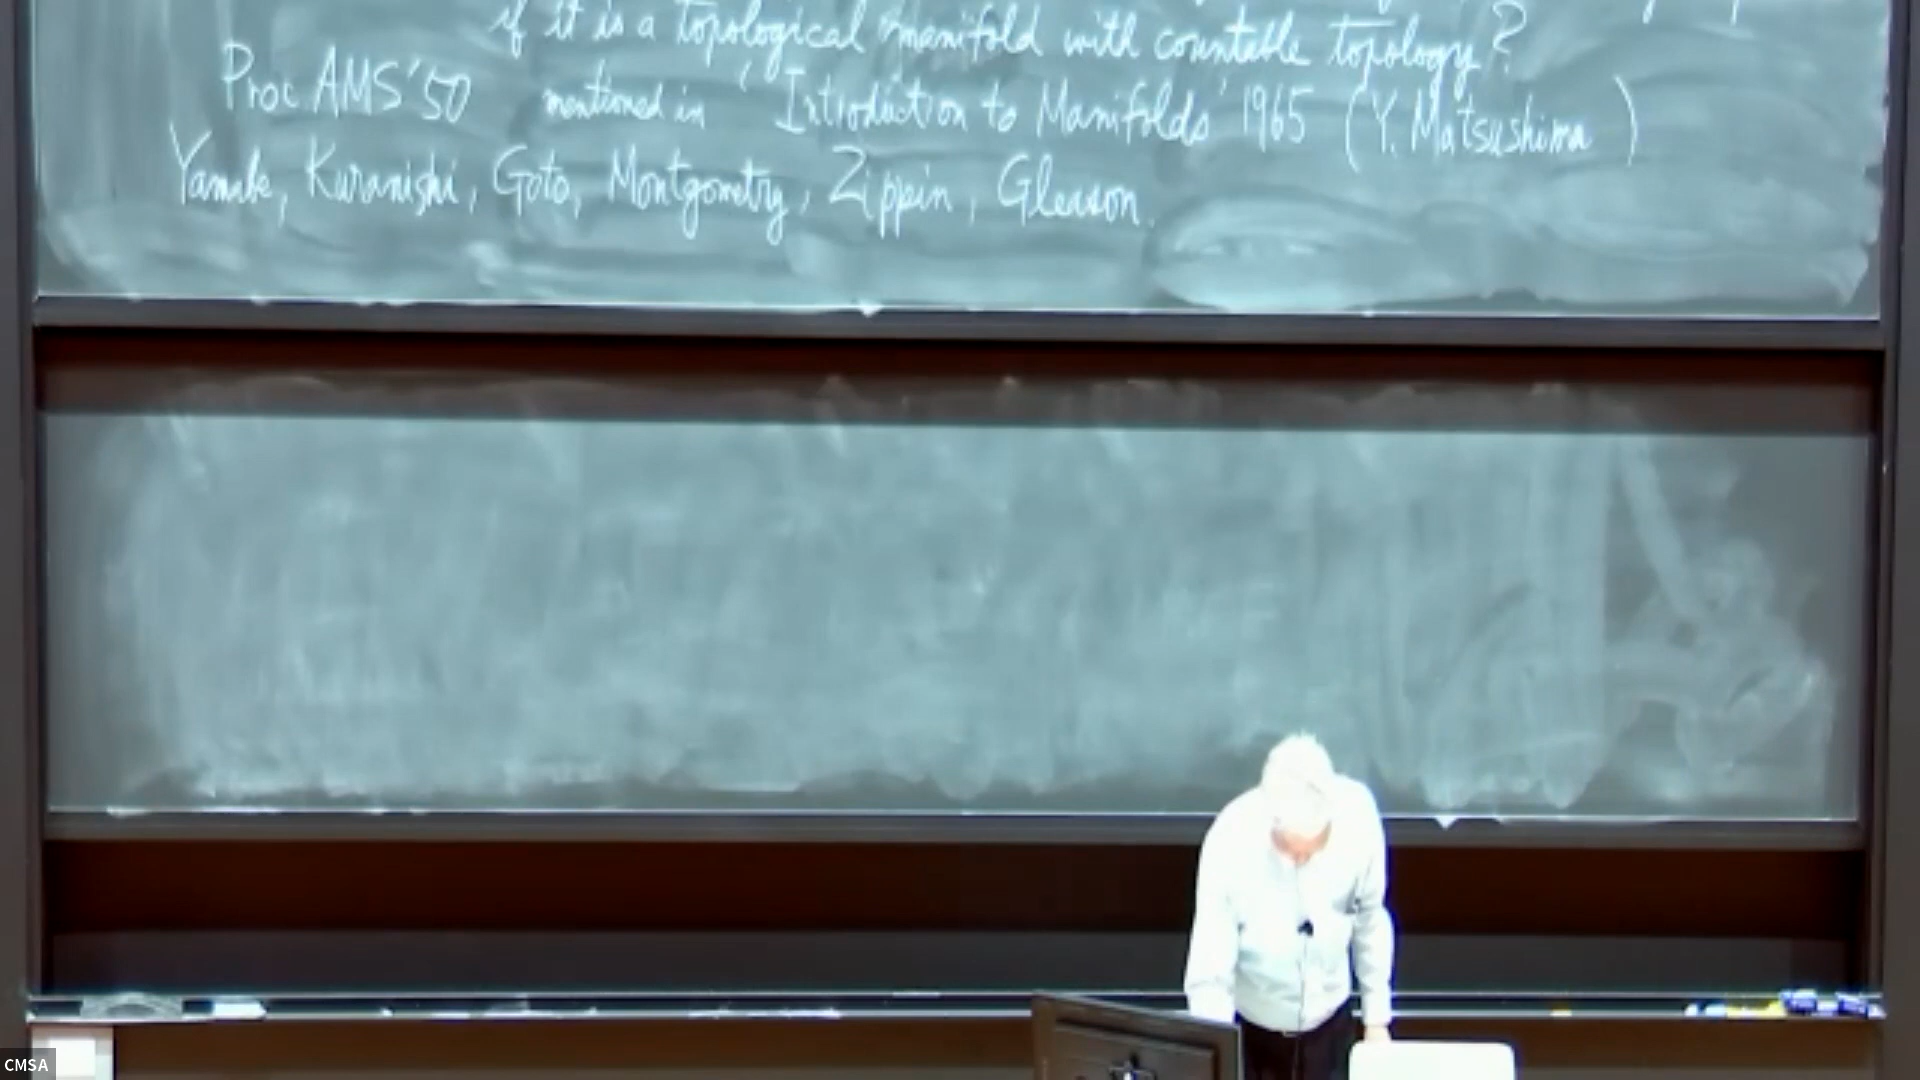 if it is a topological manifold with countable topology?
Proc AMS '50 mentioned in 'Introduction to Manifolds' 1965 (Y. Matsushima)
Yamabe, Kuranishi, Goto, Montgometry, Zippin, Gleason.
CMSA